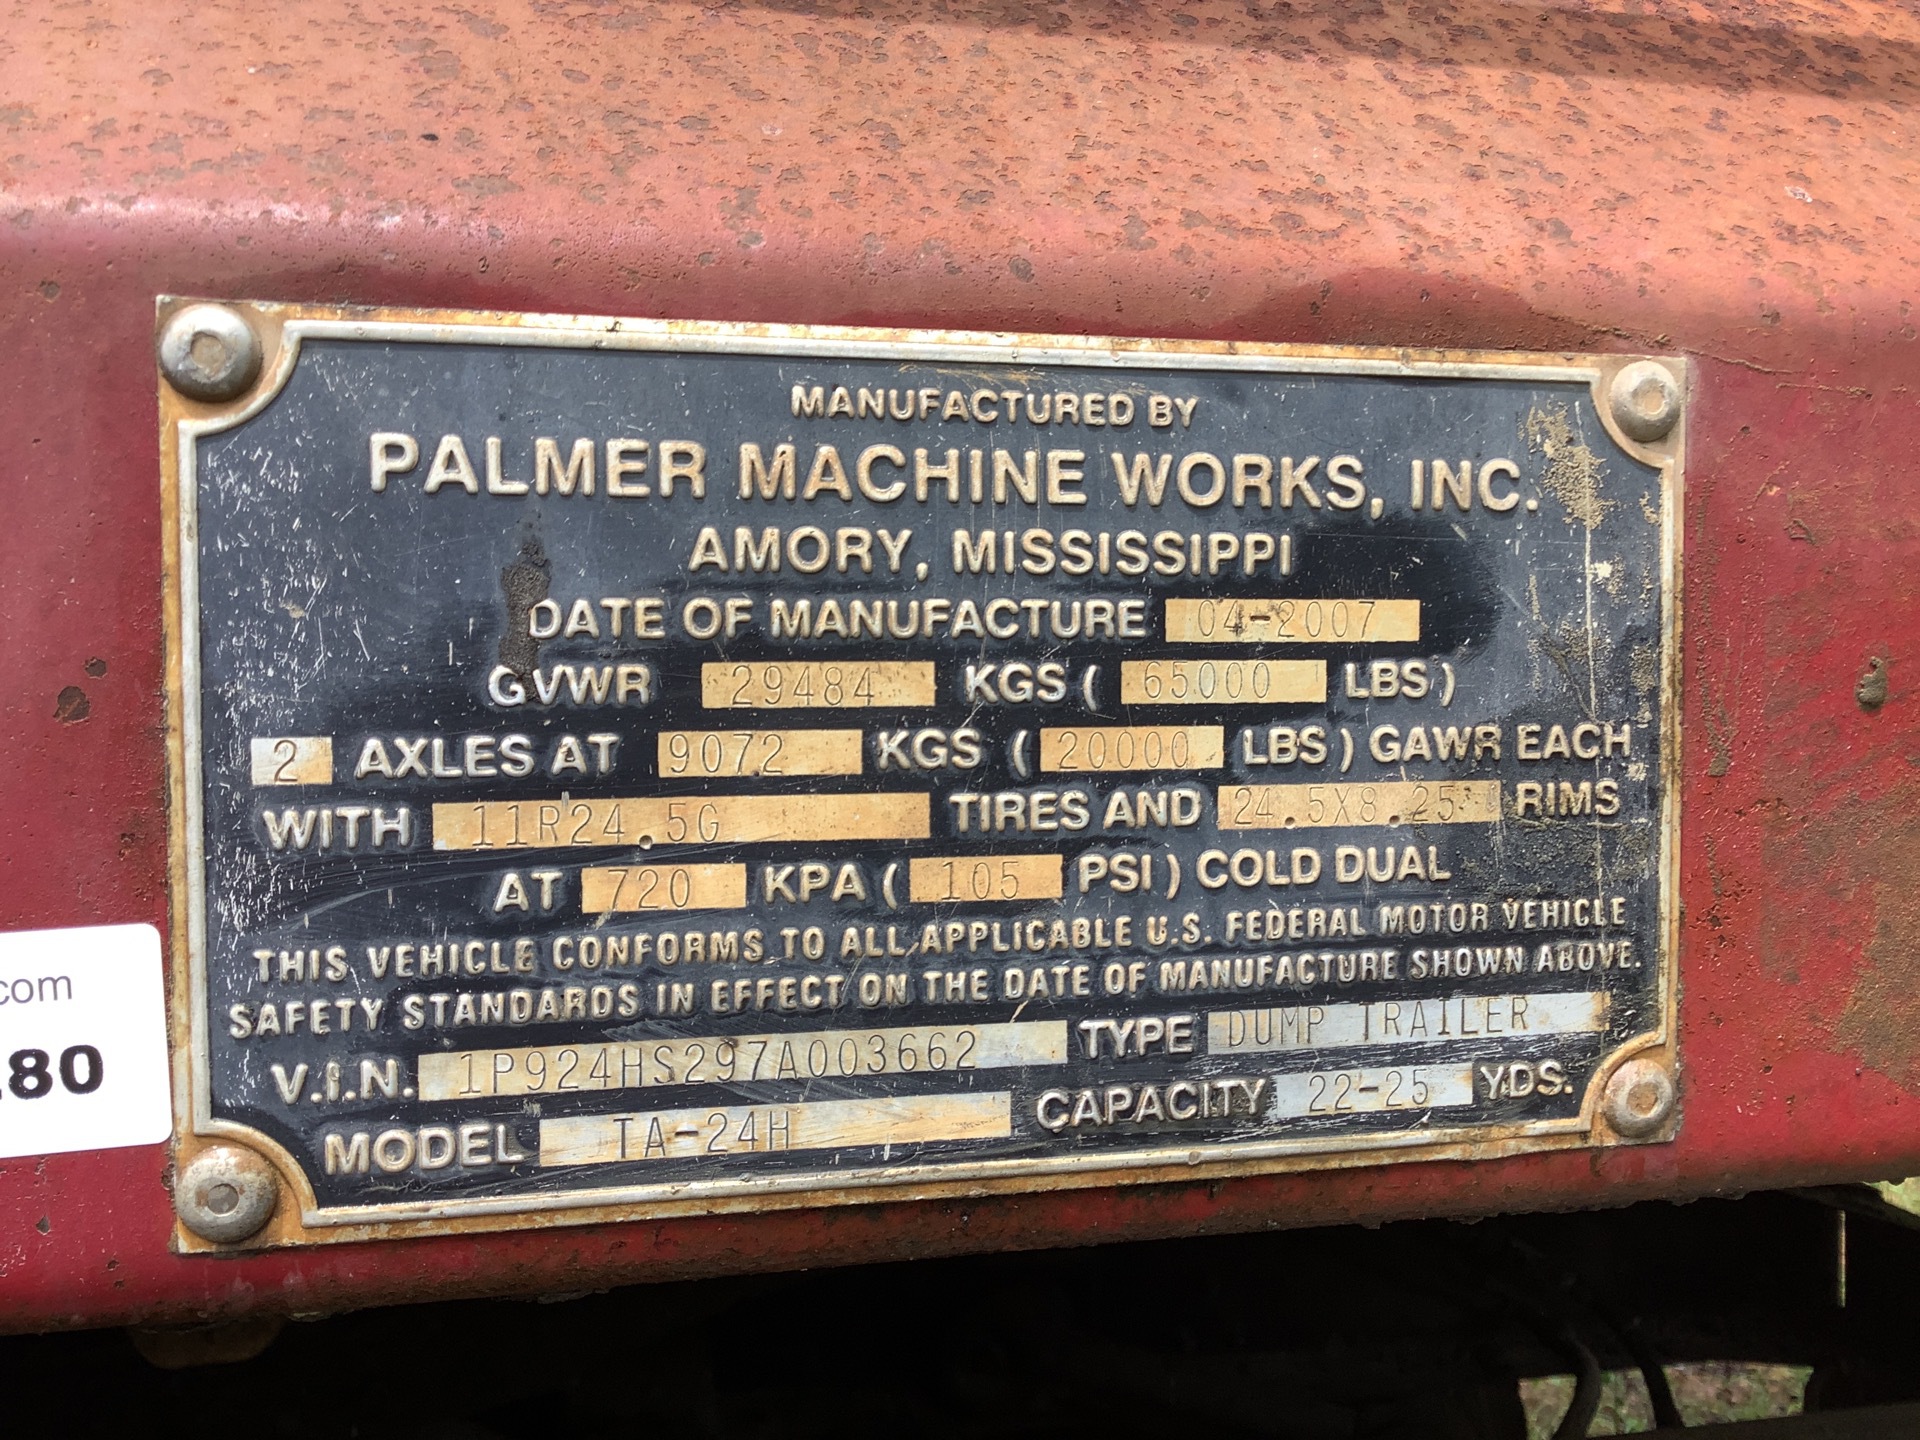 MANUFACTURED BY
PALMER MACHINE WORKS, INC.
AMORY, MISSISSIPPI
DATE OF MANUFACTURE 04-2007
GVWR 29484 KGS ( 65000 LBS )
2 AXLES AT 9072 KGS ( 20000 LBS ) GAWR EACH
WITH 11R24.5G TIRES AND 24.5X8.25 RIMS
AT 720 KPA ( 105 PSI ) COLD DUAL
THIS VEHICLE CONFORMS TO ALL APPLICABLE U.S. FEDERAL MOTOR VEHICLE
SAFETY STANDARDS IN EFFECT ON THE DATE OF MANUFACTURE SHOWN ABOVE.
V.I.N. 1P924HS297A003662 TYPE DUMP TRAILER
MODEL TA-24H CAPACITY 22-25 YDS.
.com
80